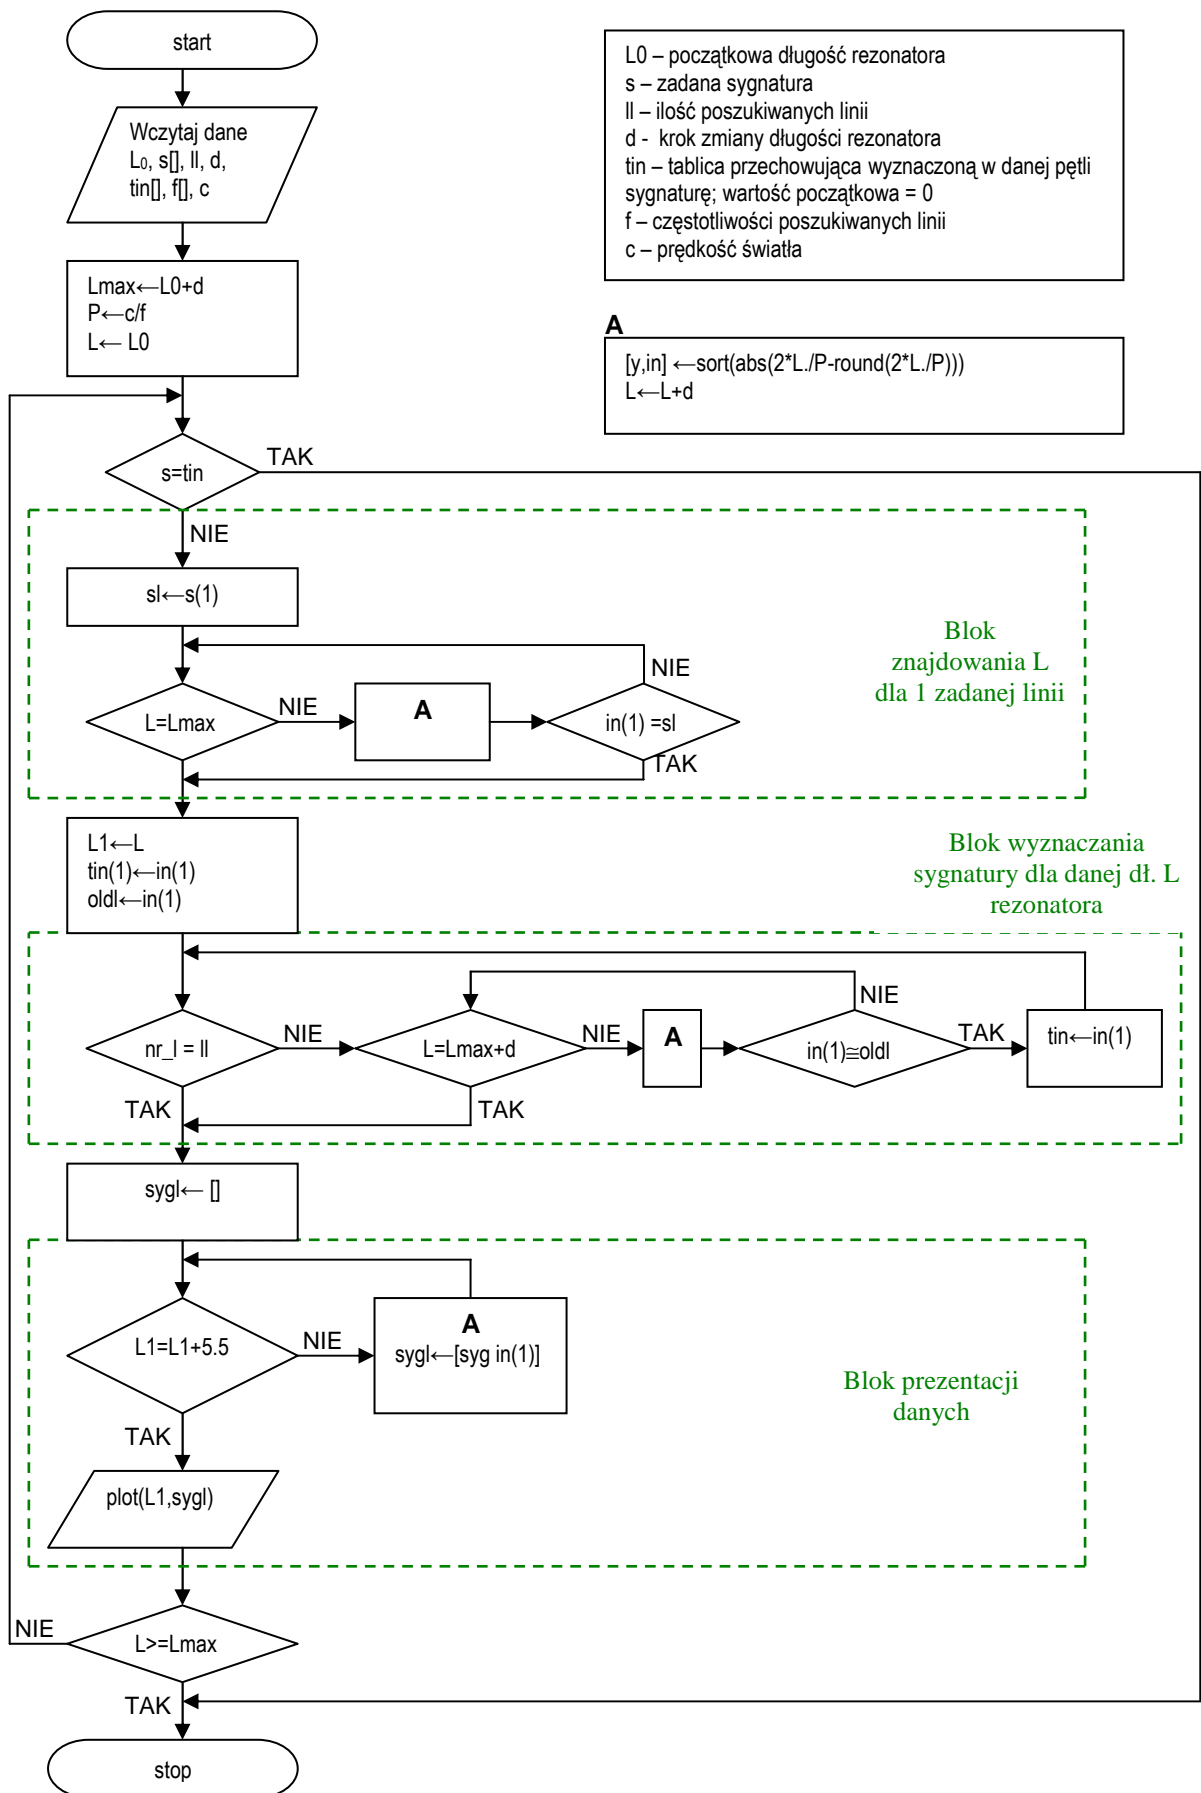 start
L0 – początkowa długość rezonatora
s – zadana sygnatura
ll – ilość poszukiwanych linii
d - krok zmiany długości rezonatora
tin – tablica przechowująca wyznaczoną w danej pętli
sygnaturę; wartość początkowa = 0
f – częstotliwości poszukiwanych linii
c – prędkość światła
Wczytaj dane
L₀, s[], ll, d,
tin[], f[], c
Lmax←L0+d
P←c/f
L← L0
A
[y,in] ←sort(abs(2*L./P-round(2*L./P)))
L←L+d
s=tin
TAK
NIE
sl←s(1)
Blok
znajdowania L
dla 1 zadanej linii
NIE
L=Lmax
NIE
A
in(1) =sl
TAK
L1←L
tin(1)←in(1)
oldl←in(1)
Blok wyznaczania
sygnatury dla danej dł. L
rezonatora
NIE
nr_l = ll
NIE
L=Lmax+d
NIE
A
in(1)≅oldl
TAK
tin←in(1)
TAK
TAK
sygl← []
L1=L1+5.5
NIE
A
sygl←[syg in(1)]
Blok prezentacji
danych
TAK
plot(L1,sygl)
NIE
L>=Lmax
TAK
stop